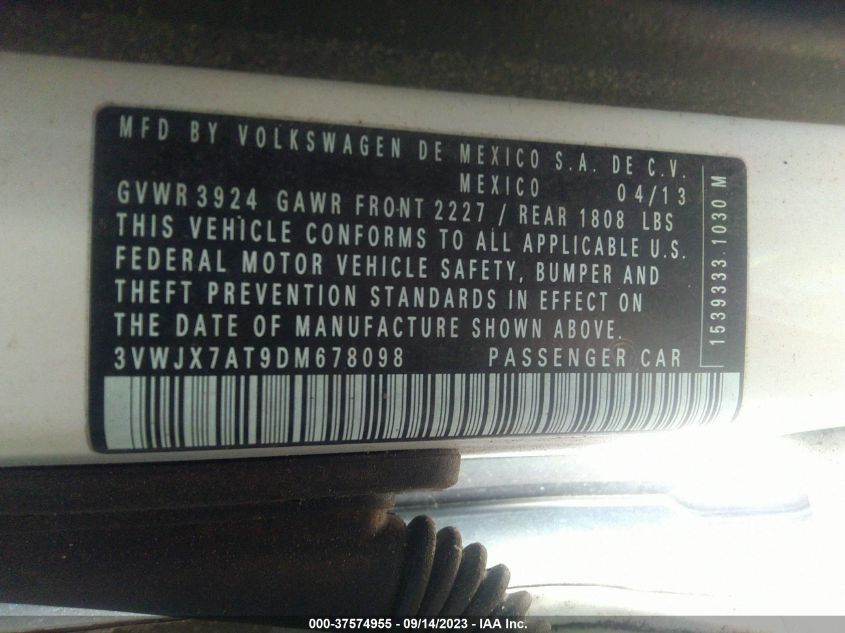 MFD BY VOLKSWAGEN DE MEXICO S.A. DE C.V.
MEXICO 04/13
GVWR 3924 GAWR FRONT 2227 / REAR 1808 LBS
THIS VEHICLE CONFORMS TO ALL APPLICABLE U.S.
FEDERAL MOTOR VEHICLE SAFETY, BUMPER AND
THEFT PREVENTION STANDARDS IN EFFECT ON
THE DATE OF MANUFACTURE SHOWN ABOVE.
3VWJX7AT9DM678098 PASSENGER CAR
1539333.1030 M
000-37574955 - 09/14/2023 - IAA Inc.